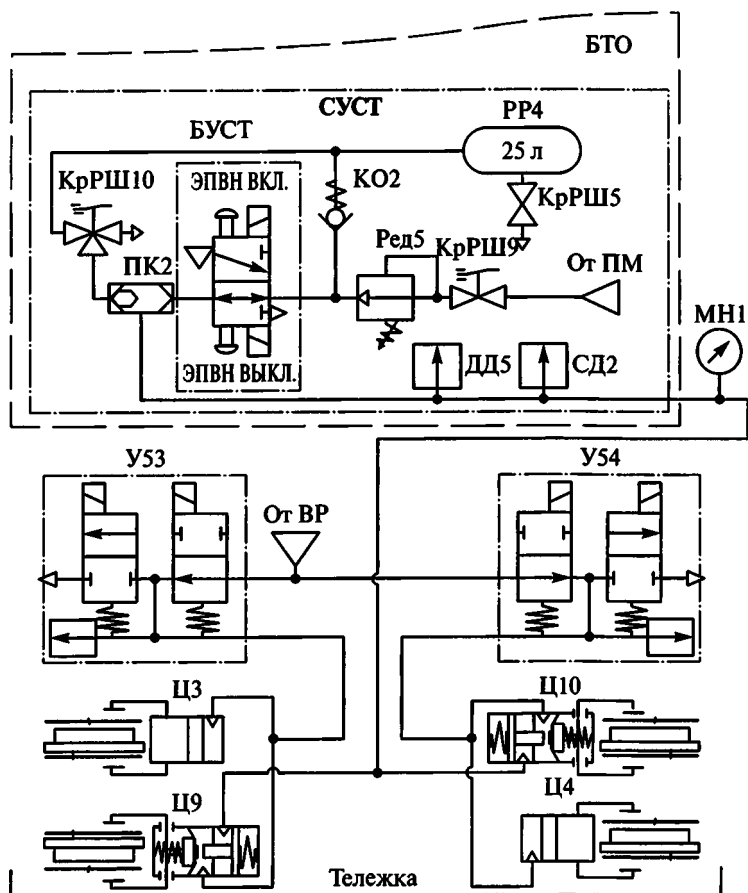 БТО
СУСТ
БУСТ
РР4
25 л
КрРШ10
ЭПВН ВКЛ.
КО2
КрРШ5
Ред5
КрРШ9
От ПМ
ПК2
МН1
ЭПВН ВЫКЛ.
ДД5
СД2
У53
У54
От ВР
Ц3
Ц10
Ц9
Ц4
Тележка